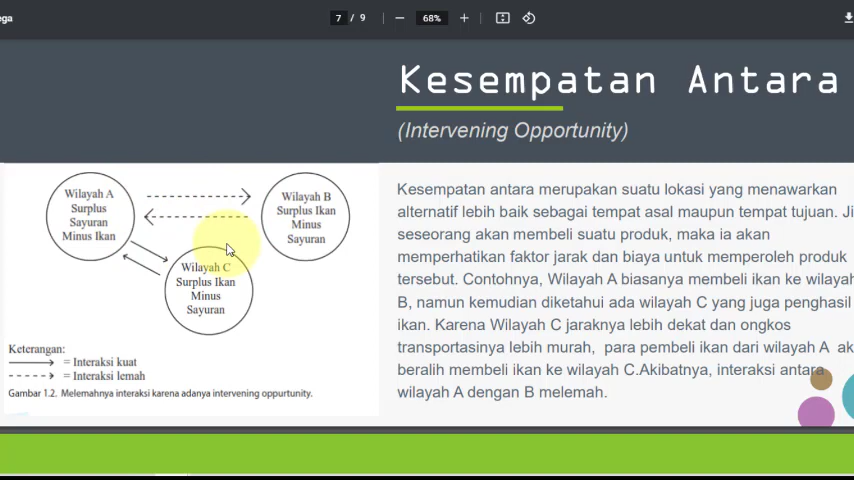 ega
7 / 9
68%
Kesempatan Antara
(Intervening Opportunity)
Wilayah A
Surplus
Sayuran
Minus Ikan
Wilayah B
Surplus Ikan
Minus
Sayuran
Wilayah C
Surplus Ikan
Minus
Sayuran
Keterangan:
= Interaksi kuat
= Interaksi lemah
Gambar 1.2. Melemahnya interaksi karena adanya intervening oppurtunity.
Kesempatan antara merupakan suatu lokasi yang menawarkan
alternatif lebih baik sebagai tempat asal maupun tempat tujuan. Ji
seseorang akan membeli suatu produk, maka ia akan
memperhatikan faktor jarak dan biaya untuk memperoleh produk
tersebut. Contohnya, Wilayah A biasanya membeli ikan ke wilayah
B, namun kemudian diketahui ada wilayah C yang juga penghasil
ikan. Karena Wilayah C jaraknya lebih dekat dan ongkos
transportasinya lebih murah, para pembeli ikan dari wilayah A ak
beralih membeli ikan ke wilayah C.Akibatnya, interaksi antara
wilayah A dengan B melemah.